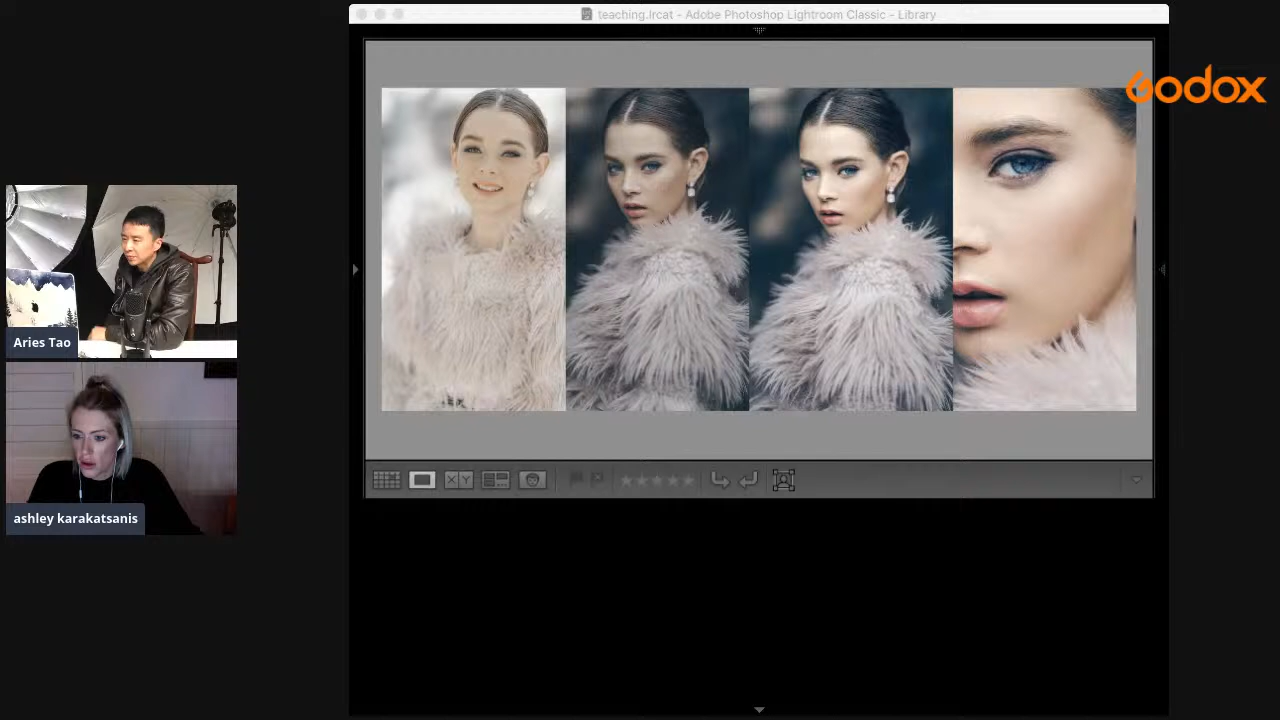 teaching.lrcat - Adobe Photoshop Lightroom Classic - Library
Godox
Aries Tao
ashley karakatsanis
X Y